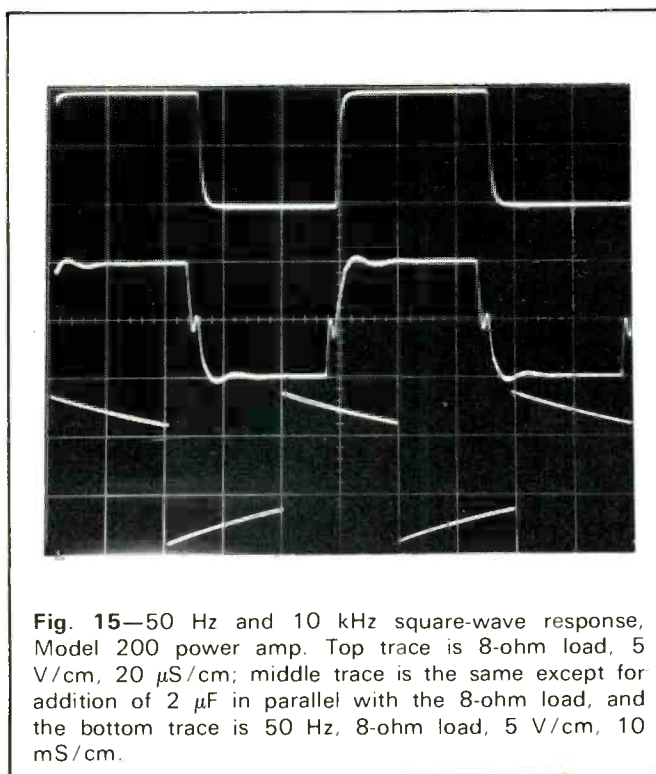 Fig. 15—50 Hz and 10 kHz square-wave response,
Model 200 power amp. Top trace is 8-ohm load, 5
V/cm, 20 μS/cm; middle trace is the same except for
addition of 2 μF in parallel with the 8-ohm load, and
the bottom trace is 50 Hz, 8-ohm load, 5 V/cm, 10
mS/cm.